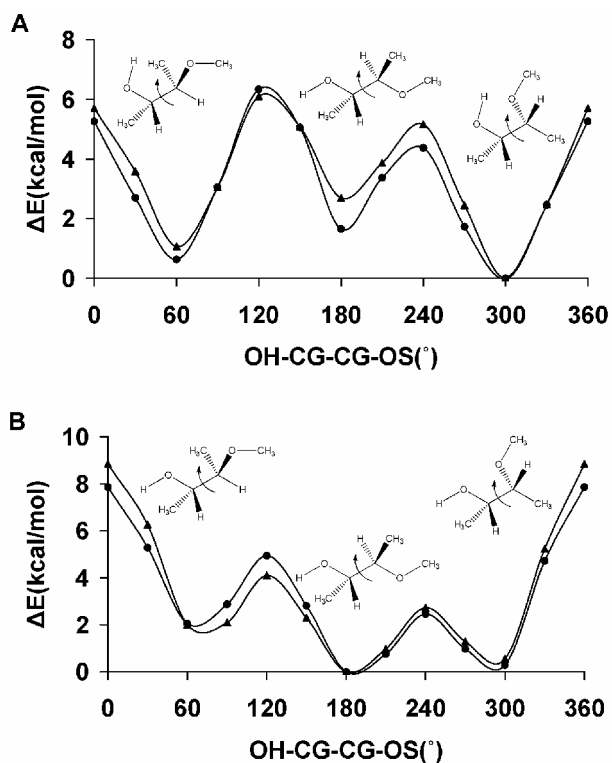 A
8
6
4
2
0
ΔE(kcal/mol)
H
O
H₃C
O
CH₃
H₃C
H
H
H
CH₃
H
O
O
CH₃
H₃C
H
CH₃
H
O
O
H
CH₃
H₃C
H
0 60 120 180 240 300 360
OH-CG-CG-OS(°)
B
10
8
6
4
2
0
ΔE(kcal/mol)
H₃C
O
CH₃
H
O
H
H₃C
H
H
CH₃
H
O
O
CH₃
H₃C
H
CH₃
O
H
H
O
CH₃
H₃C
H
0 60 120 180 240 300 360
OH-CG-CG-OS(°)